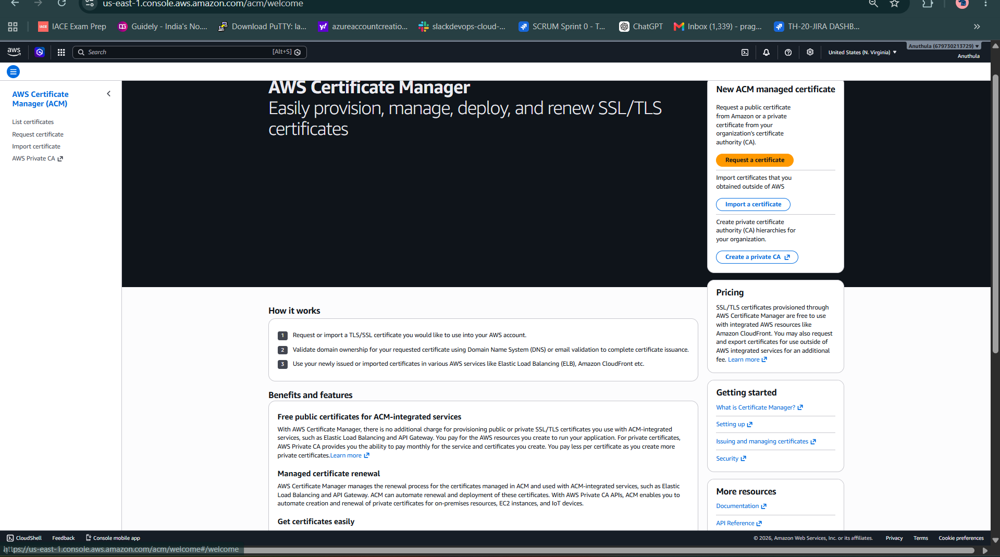 us-east-1.console.aws.amazon.com/acm/welcome
IACE Exam Prep
Guidely - India's No....
Download PuTTY: la...
azureaccountcreatio...
slackdevops-cloud-...
SCRUM Sprint 0 - T...
ChatGPT
Inbox (1,339) - prag...
TH-20-JIRA DASHB...
aws
Search
[Alt+S]
United States (N. Virginia)
Anuthula (679730213729)
Anuthula
AWS Certificate
Manager (ACM)
List certificates
Request certificate
Import certificate
AWS Private CA
AWS Certificate Manager
Easily provision, manage, deploy, and renew SSL/TLS
certificates
New ACM managed certificate
Request a public certificate
from Amazon or a private
certificate from your
organization's certificate
authority (CA).
Request a certificate
Import certificates that you
obtained outside of AWS
Import a certificate
Create private certificate
authority (CA) hierarchies for
your organization.
Create a private CA
How it works
1 Request or import a TLS/SSL certificate you would like to use into your AWS account.
2 Validate domain ownership for your requested certificate using Domain Name System (DNS) or email validation to complete certificate issuance.
3 Use your newly issued or imported certificates in various AWS services like Elastic Load Balancing (ELB), Amazon CloudFront etc.
Benefits and features
Free public certificates for ACM-integrated services
With AWS Certificate Manager, there is no additional charge for provisioning public or private SSL/TLS certificates you use with ACM-integrated
services, such as Elastic Load Balancing and API Gateway. You pay for the AWS resources you create to run your application. For private certificates,
AWS Private CA provides you the ability to pay monthly for the service and certificates you create. You pay less per certificate as you create more
private certificates.Learn more
Managed certificate renewal
AWS Certificate Manager manages the renewal process for the certificates managed in ACM and used with ACM-integrated services, such as Elastic
Load Balancing and API Gateway. ACM can automate renewal and deployment of these certificates. With AWS Private CA APIs, ACM enables you to
automate creation and renewal of private certificates for on-premises resources, EC2 instances, and IoT devices.
Get certificates easily
Pricing
SSL/TLS certificates provisioned through
AWS Certificate Manager are free to use
with integrated AWS resources like
Amazon CloudFront. You may also request
and export certificates for use outside of
AWS integrated services for an additional
fee. Learn more
Getting started
What is Certificate Manager?
Setting up
Issuing and managing certificates
Security
More resources
Documentation
API Reference
CloudShell
Feedback
Console mobile app
© 2026, Amazon Web Services, Inc. or its affiliates.
Privacy
Terms
Cookie preferences
https://us-east-1.console.aws.amazon.com/acm/welcome#/welcome